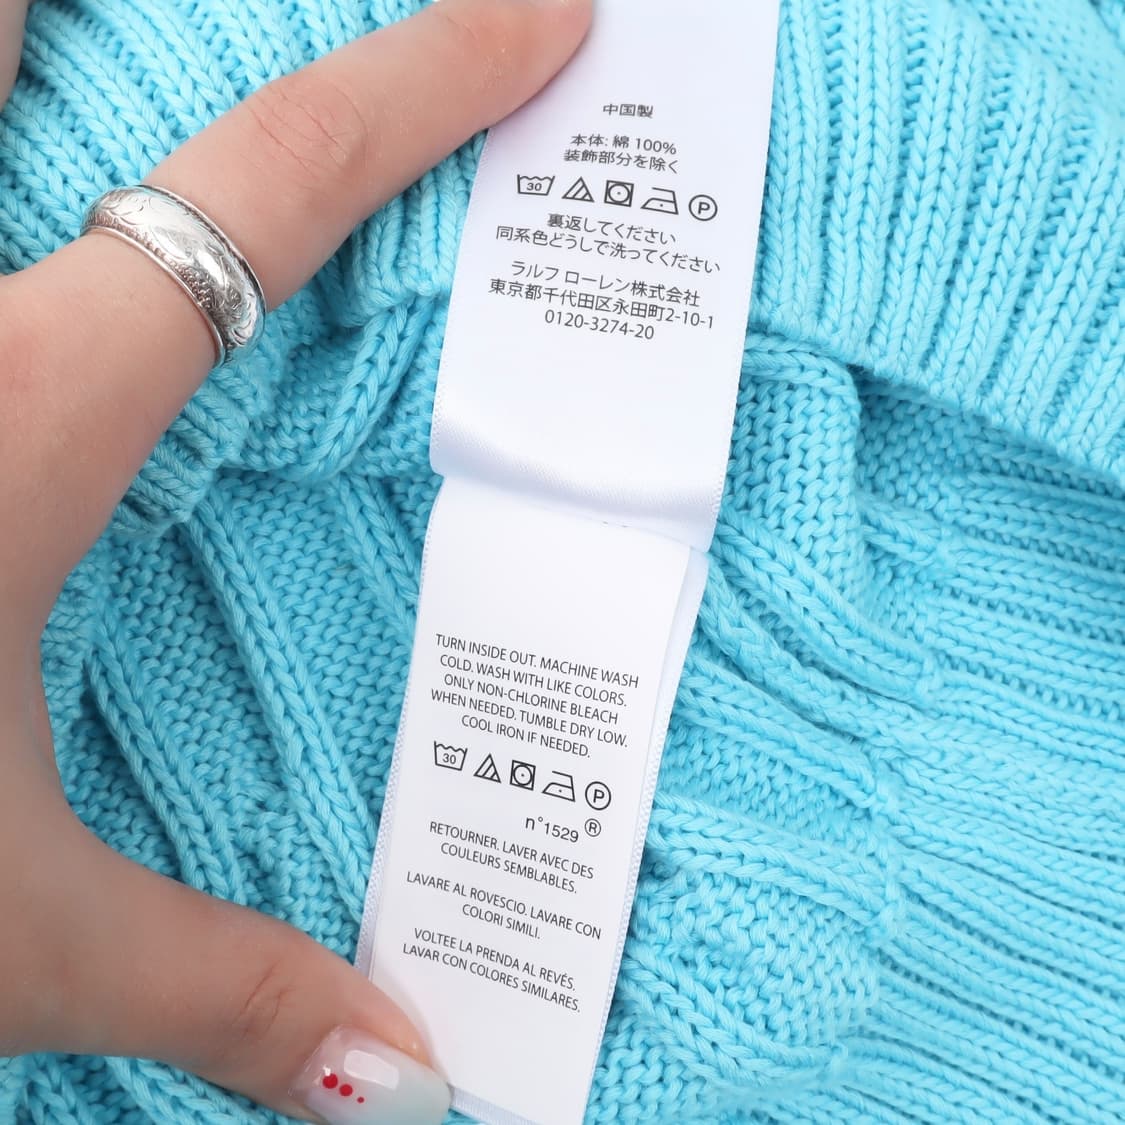 中国製
本体: 綿 100%
装飾部分を除く
30 P
裏返してください
同系色どうしで洗ってください
ラルフ ローレン株式会社
東京都千代田区永田町2-10-1
0120-3274-20
TURN INSIDE OUT. MACHINE WASH
COLD. WASH WITH LIKE COLORS.
ONLY NON-CHLORINE BLEACH
WHEN NEEDED. TUMBLE DRY LOW.
COOL IRON IF NEEDED.
30 P
n°1529 ®
RETOURNER. LAVER AVEC DES
COULEURS SEMBLABLES.
LAVARE AL ROVESCIO. LAVARE CON
COLORI SIMILI.
VOLTEE LA PRENDA AL REVÉS.
LAVAR CON COLORES SIMILARES.